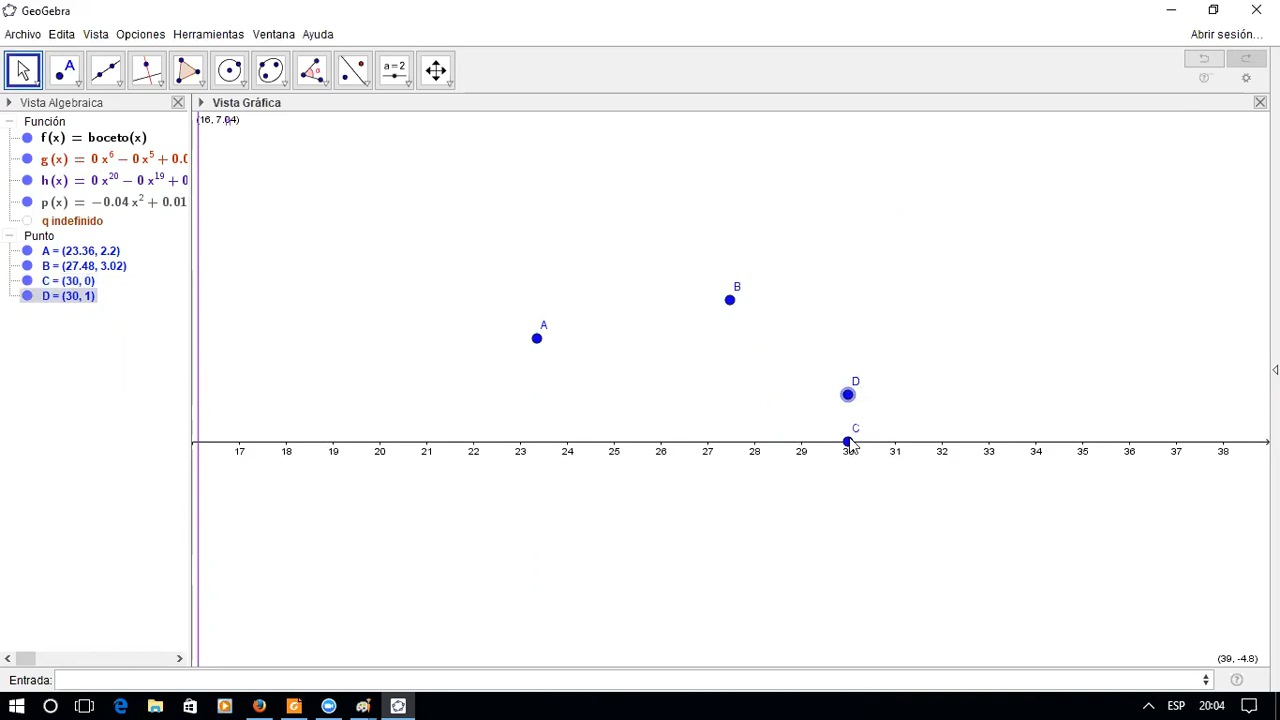 GeoGebra
Archivo Edita Vista Opciones Herramientas Ventana Ayuda
Abrir sesión...
A
a = 2
Vista Algebraica
Vista Gráfica
Función
f(x) = boceto(x)
g(x) = 0 x⁶ − 0 x⁵ + 0.0
h(x) = 0 x²⁰ − 0 x¹⁹ + 0
p(x) = −0.04 x² + 0.01
q indefinido
Punto
A = (23.36, 2.2)
B = (27.48, 3.02)
C = (30, 0)
D = (30, 1)
(16, 7.04)
B
A
D
C
17 18 19 20 21 22 23 24 25 26 27 28 29 30 31 32 33 34 35 36 37 38
(39, -4.8)
Entrada:
ESP 20:04